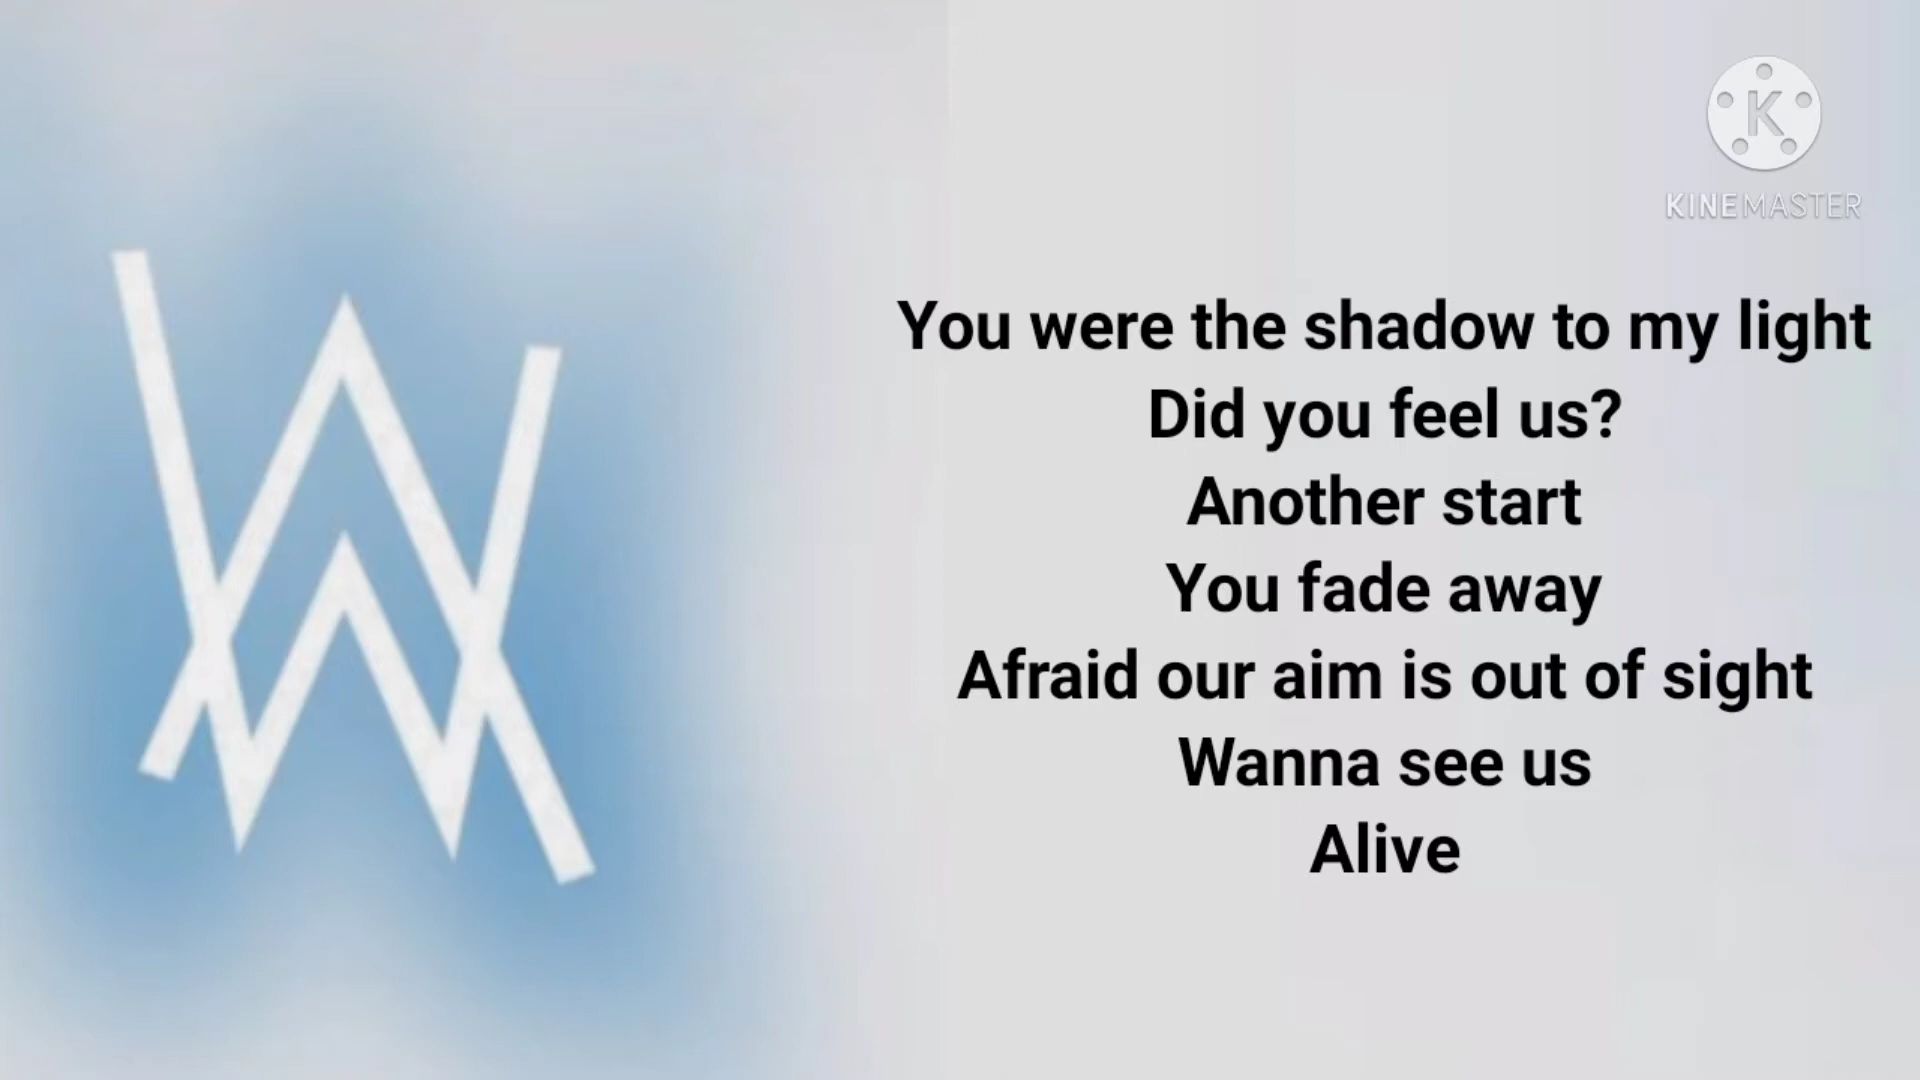 K
KINEMASTER
You were the shadow to my light
Did you feel us?
Another start
You fade away
Afraid our aim is out of sight
Wanna see us
Alive